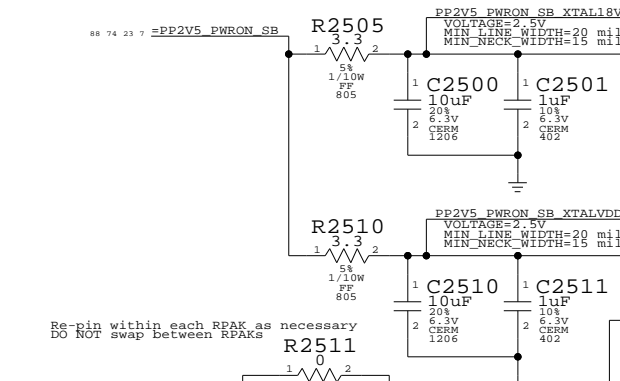 88 74 23 7 =PP2V5_PWRON_SB
R2505
3.3
1 2
5%
1/10W
FF
805
PP2V5_PWRON_SB_XTAL18V
VOLTAGE=2.5V
MIN_LINE_WIDTH=20 mil
MIN_NECK_WIDTH=15 mil
1 C2500
10uF
20%
2 6.3V
CERM
1206
1 C2501
1uF
10%
2 6.3V
CERM
402
R2510
3.3
1 2
5%
1/10W
FF
805
PP2V5_PWRON_SB_XTALVDD
VOLTAGE=2.5V
MIN_LINE_WIDTH=20 mil
MIN_NECK_WIDTH=15 mil
1 C2510
10uF
20%
2 6.3V
CERM
1206
1 C2511
1uF
10%
2 6.3V
CERM
402
Re-pin within each RPAK as necessary
DO NOT swap between RPAKs
R2511
0
1 2